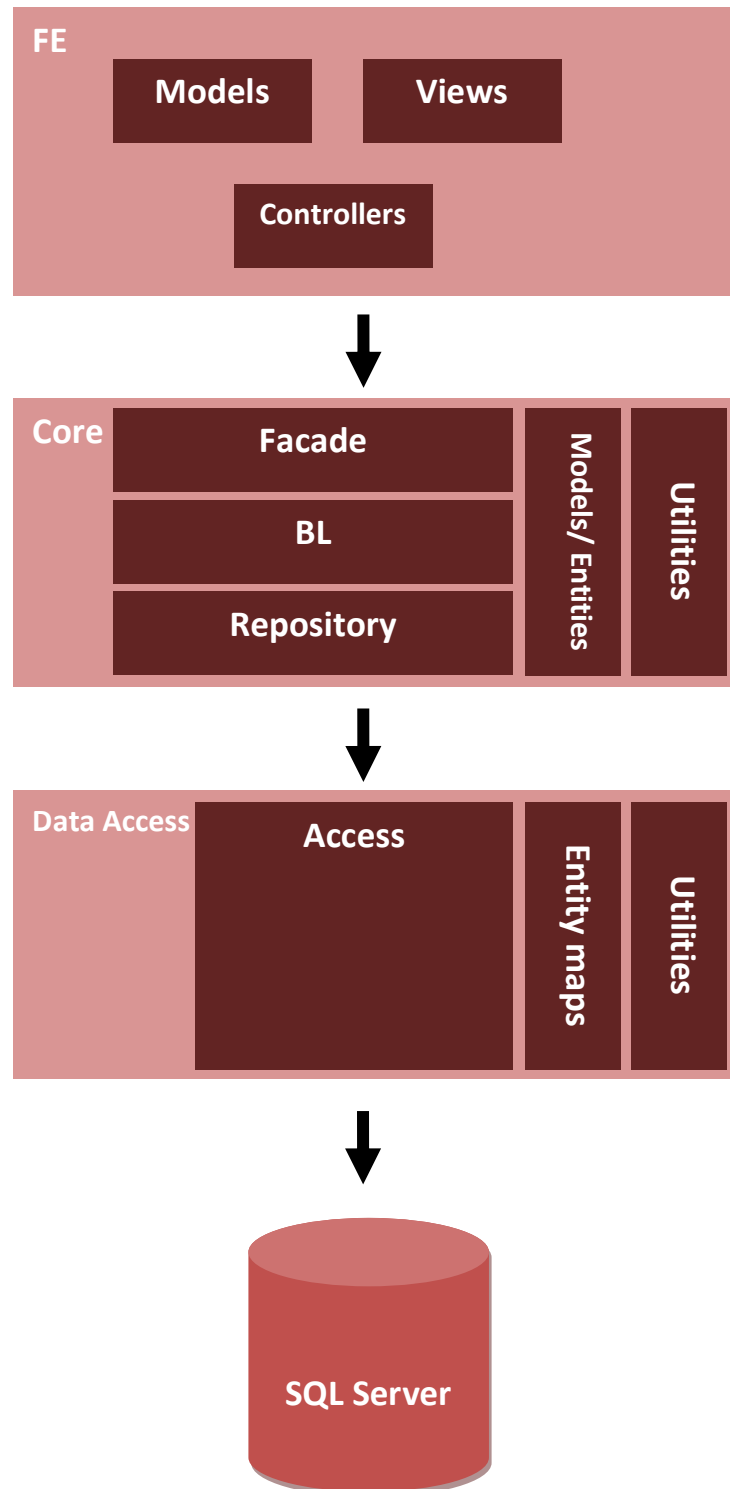 FE
Models
Views
Controllers
Core
Facade
BL
Repository
Models/ Entities
Utilities
Data Access
Access
Entity maps
Utilities
SQL Server